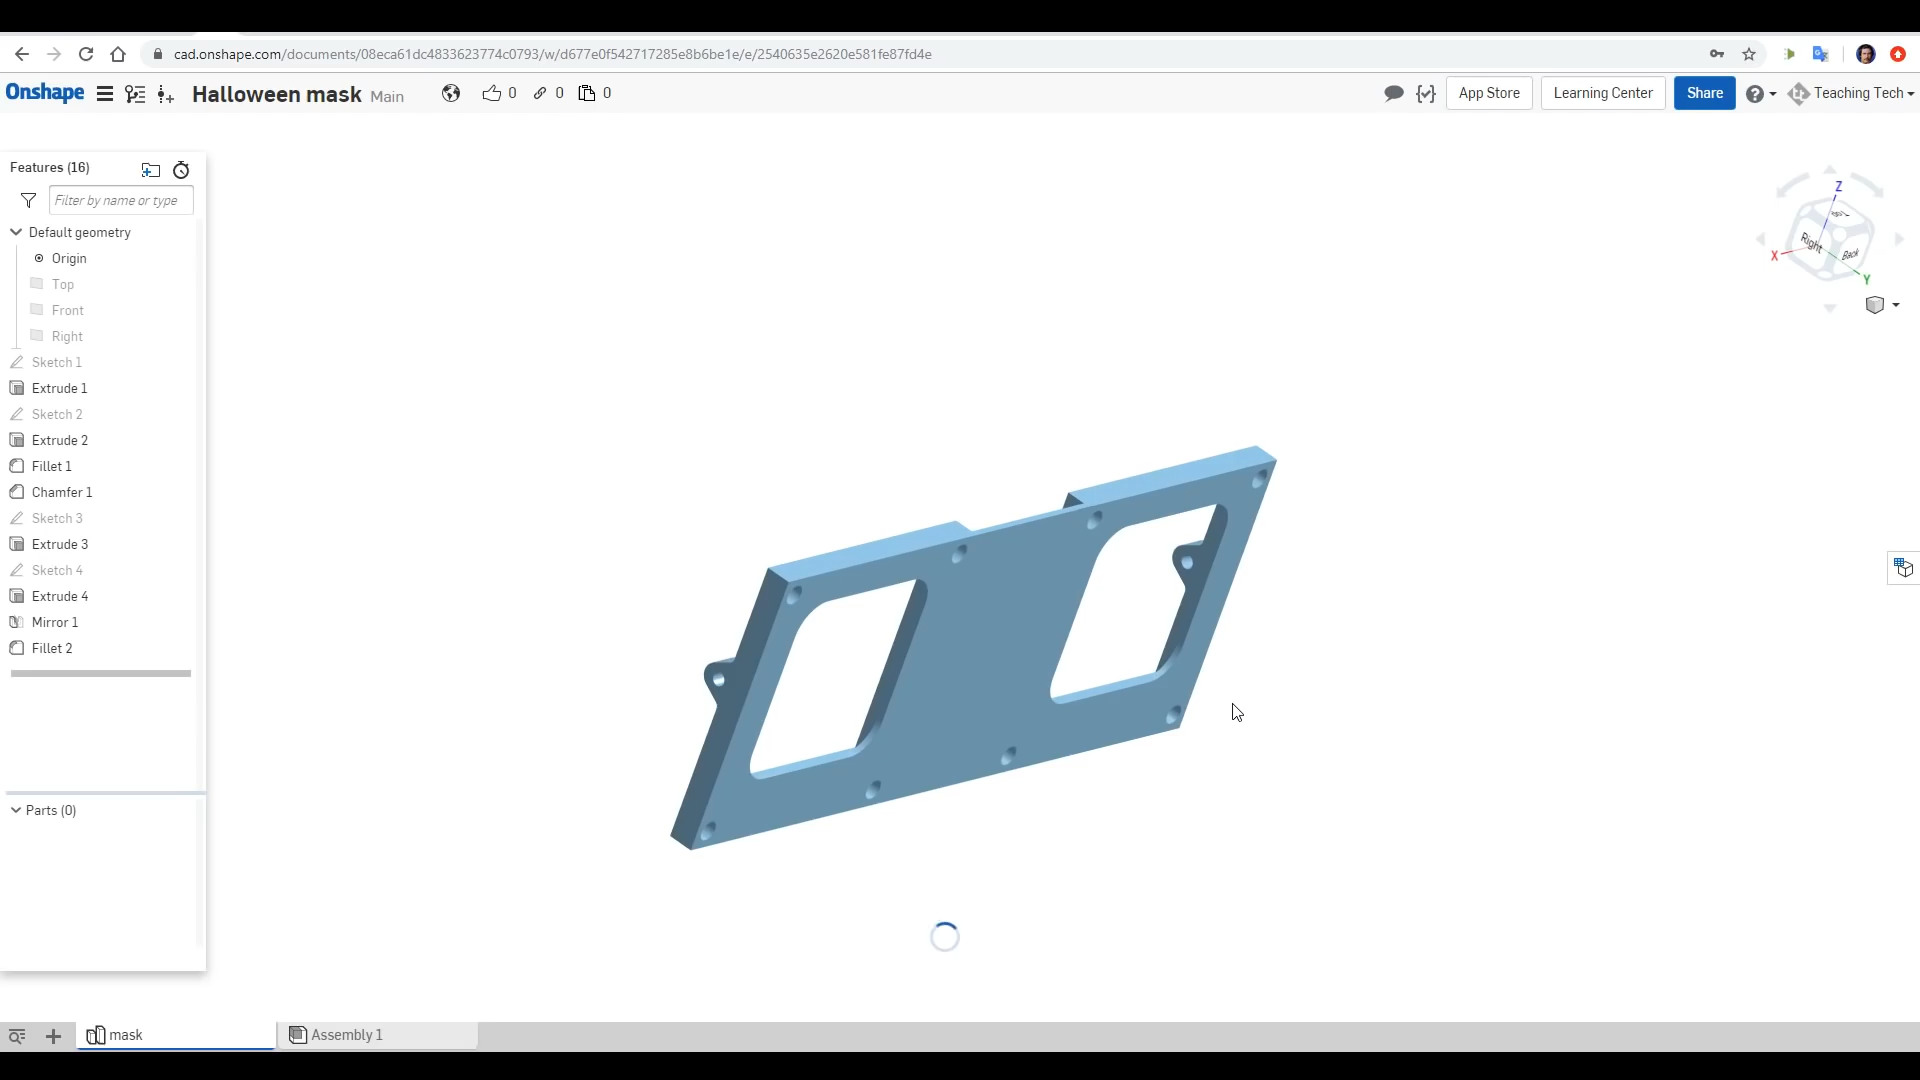 cad.onshape.com/documents/08eca61dc4833623774c0793/w/d677e0f542717285e8b6be1e/e/2540635e2620e581fe87fd4e
Onshape Halloween mask Main 0 0 0 App Store Learning Center Share Teaching Tech
Features (16)
Filter by name or type
Default geometry
Origin
Top
Front
Right
Sketch 1
Extrude 1
Sketch 2
Extrude 2
Fillet 1
Chamfer 1
Sketch 3
Extrude 3
Sketch 4
Extrude 4
Mirror 1
Fillet 2
Parts (0)
Z
Top
Right
Back
X
Y
mask
Assembly 1